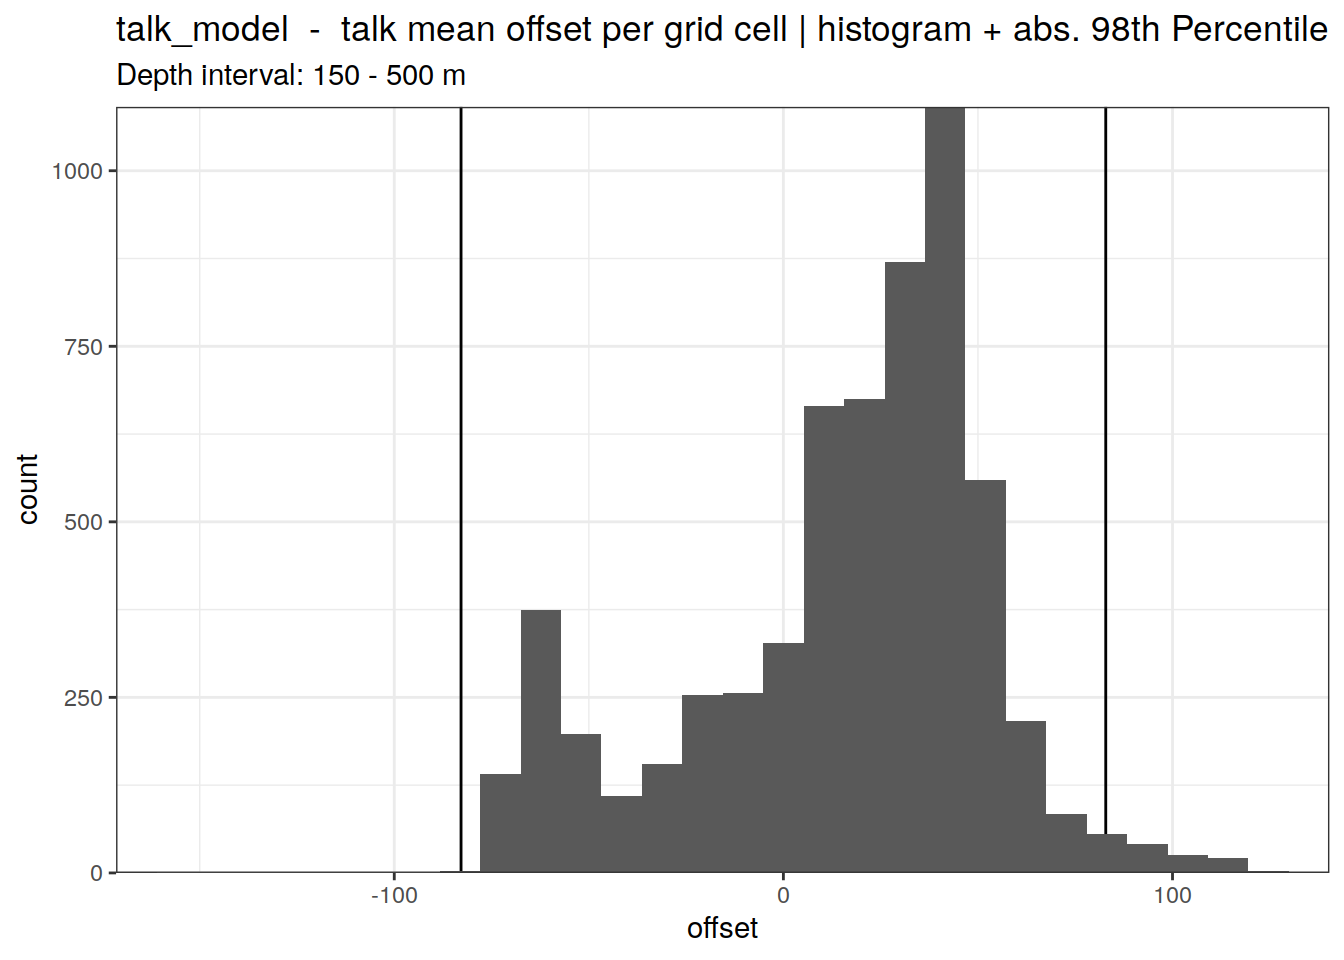 talk_model  -  talk mean offset per grid cell | histogram + abs. 98th Percentile
Depth interval: 150 - 500 m
1000
750
500
250
0
count
-100
0
100
offset